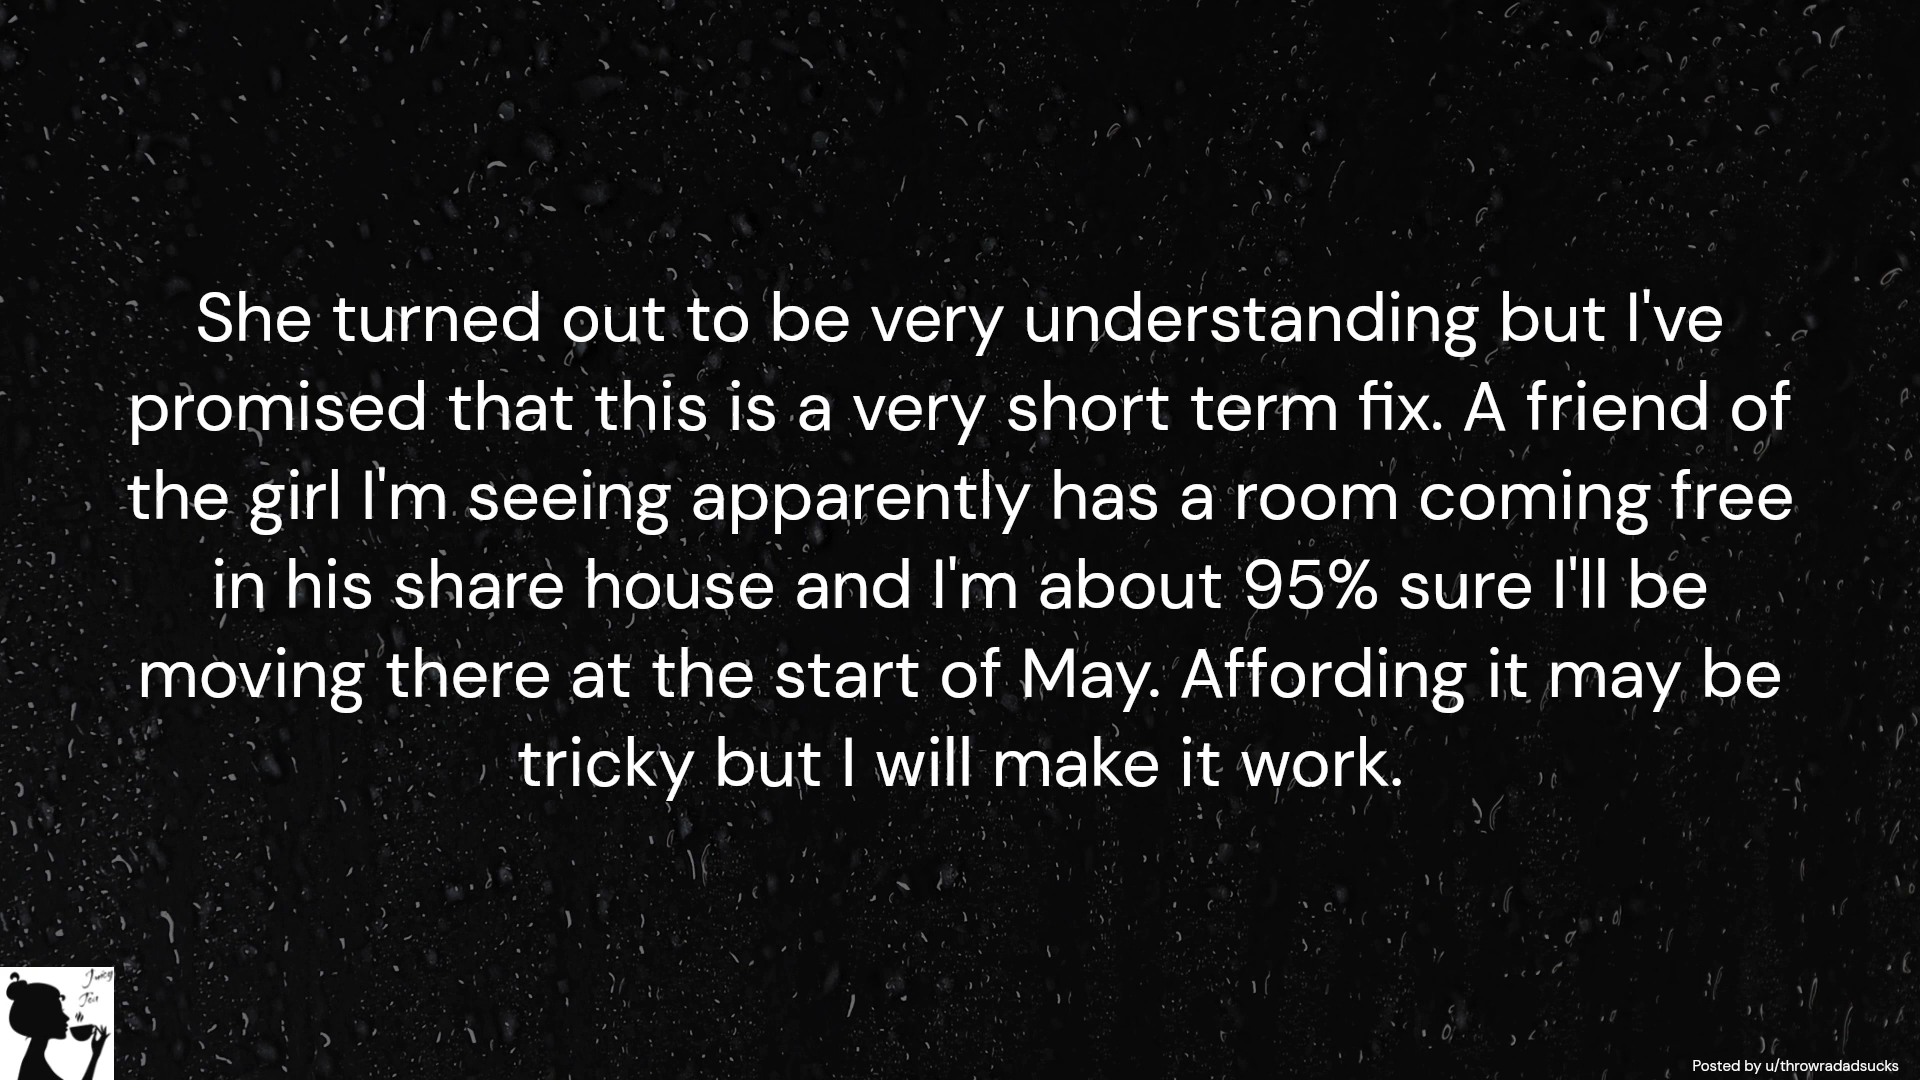 She turned out to be very understanding but I've
promised that this is a very short term fix. A friend of
the girl I'm seeing apparently has a room coming free
in his share house and I'm about 95% sure I'll be
moving there at the start of May. Affording it may be
tricky but I will make it work.
Juicy
Tea
Posted by u/throwradadsucks